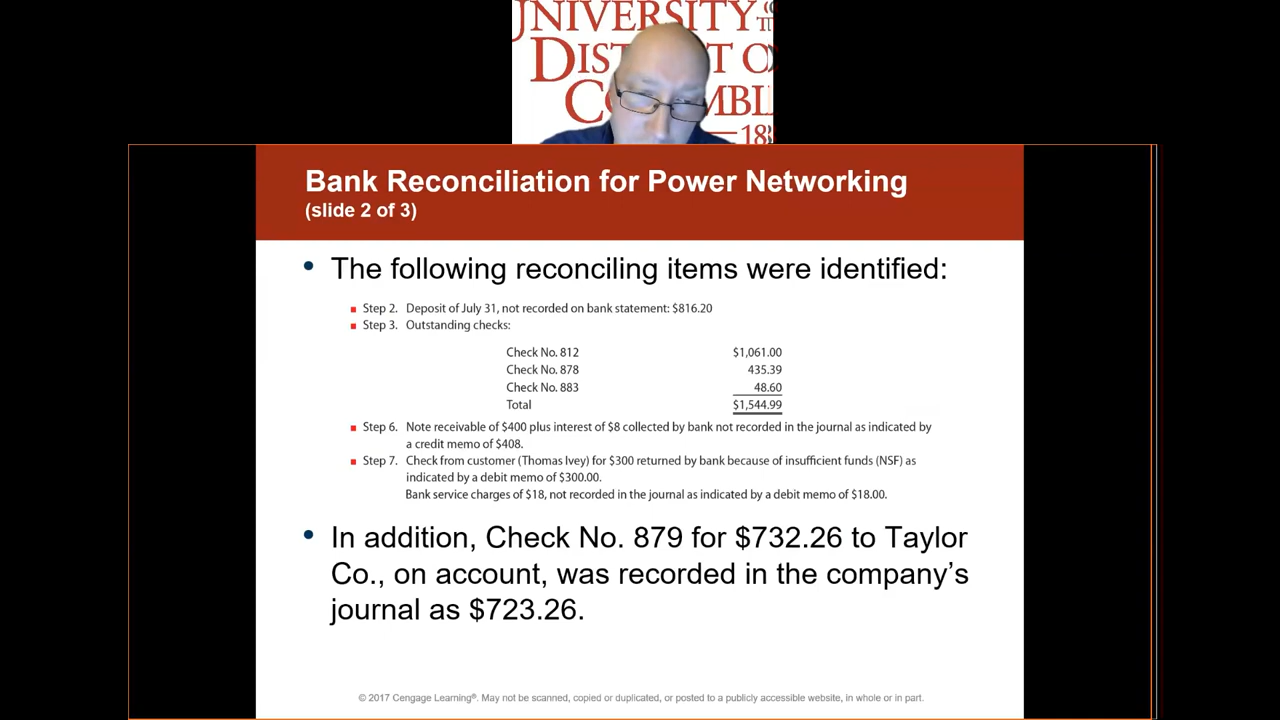 UNIVERSITY
DIST T O
C MBI
18
Bank Reconciliation for Power Networking
(slide 2 of 3)
• The following reconciling items were identified:
Step 2. Deposit of July 31, not recorded on bank statement: $816.20
Step 3. Outstanding checks:
Check No. 812 $1,061.00
Check No. 878 435.39
Check No. 883 48.60
Total $1,544.99
Step 6. Note receivable of $400 plus interest of $8 collected by bank not recorded in the journal as indicated by
a credit memo of $408.
Step 7. Check from customer (Thomas Ivey) for $300 returned by bank because of insufficient funds (NSF) as
indicated by a debit memo of $300.00.
Bank service charges of $18, not recorded in the journal as indicated by a debit memo of $18.00.
• In addition, Check No. 879 for $732.26 to Taylor
Co., on account, was recorded in the company’s
journal as $723.26.
© 2017 Cengage Learning®. May not be scanned, copied or duplicated, or posted to a publicly accessible website, in whole or in part.